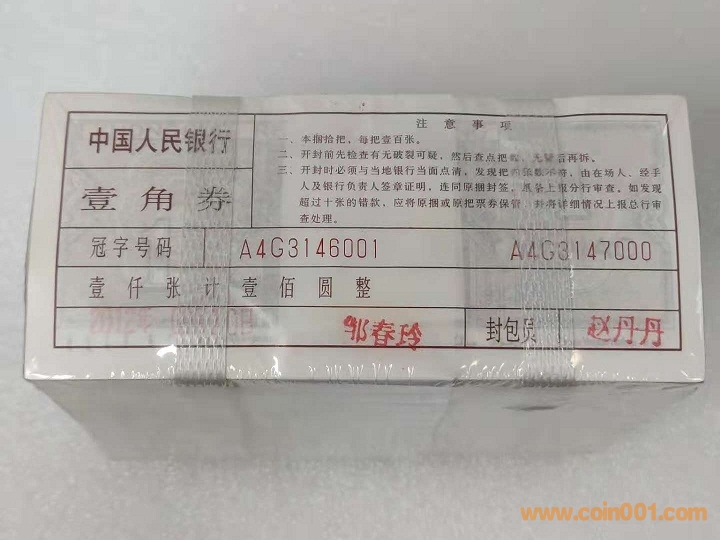 中国人民银行
壹角券
注意事项
一、本捆拾把，每把壹百张。
二、开封前先检查有无破裂可疑，然后查点把数，无疑后再拆。
三、开封时必须与当地银行当面点清，发现把内张数不符，由在场人、经手
人及银行负责人签章证明，连同原捆封签，纸条上报分行审查。如发现
超过十张的错款，应将原捆或原把票券保管，并将详细情况上报总行审
查处理。
冠字号码 A4G3146001 A4G3147000
壹仟张计壹佰圆整
邬春玲 封包员 赵丹丹
www.coin001.com